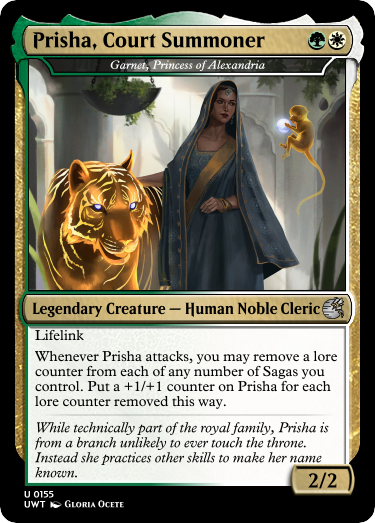 Prisha, Court Summoner
Garnet, Princess of Alexandria
Legendary Creature — Human Noble Cleric
Lifelink
Whenever Prisha attacks, you may remove a lore
counter from each of any number of Sagas you
control. Put a +1/+1 counter on Prisha for each
lore counter removed this way.
While technically part of the royal family, Prisha is
from a branch unlikely to ever touch the throne.
Instead she practices other skills to make her name
known.
2/2
U 0155
UWT Gloria Ocete